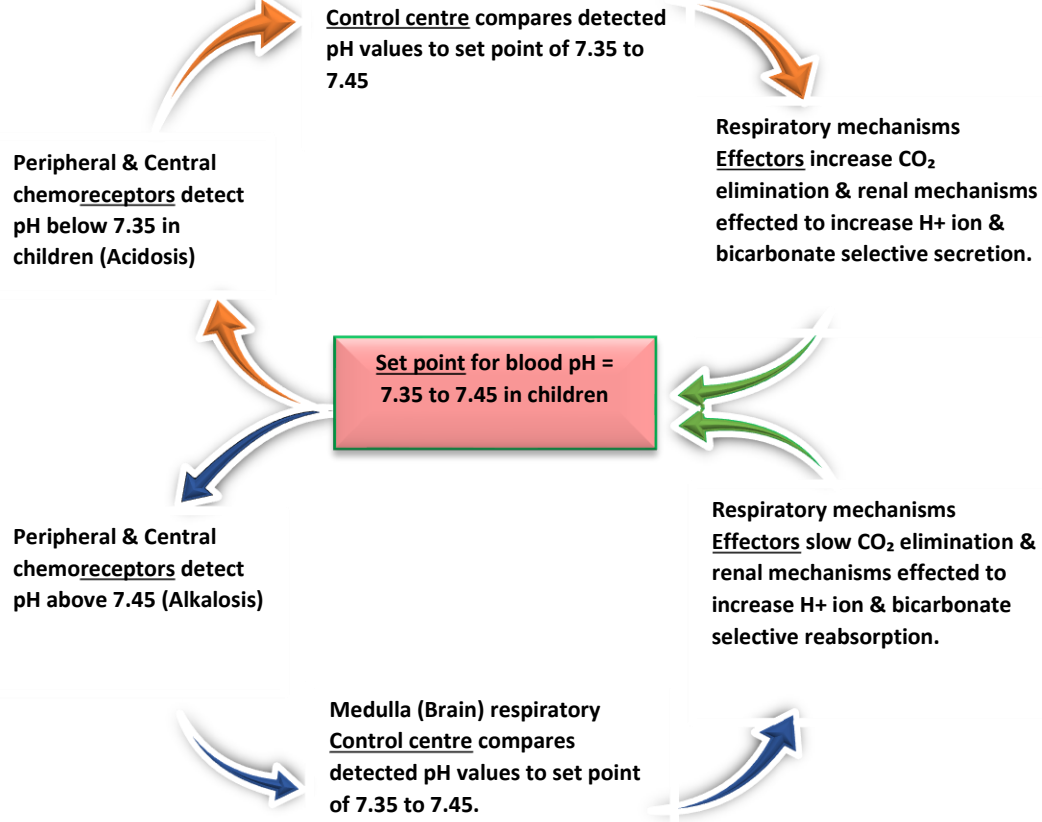 Control centre compares detected
pH values to set point of 7.35 to
7.45
Respiratory mechanisms
Effectors increase CO₂
elimination & renal mechanisms
effected to increase H+ ion &
bicarbonate selective secretion.
Peripheral & Central
chemoreceptors detect
pH below 7.35 in
children (Acidosis)
Set point for blood pH =
7.35 to 7.45 in children
Peripheral & Central
chemoreceptors detect
pH above 7.45 (Alkalosis)
Respiratory mechanisms
Effectors slow CO₂ elimination &
renal mechanisms effected to
increase H+ ion & bicarbonate
selective reabsorption.
Medulla (Brain) respiratory
Control centre compares
detected pH values to set point
of 7.35 to 7.45.